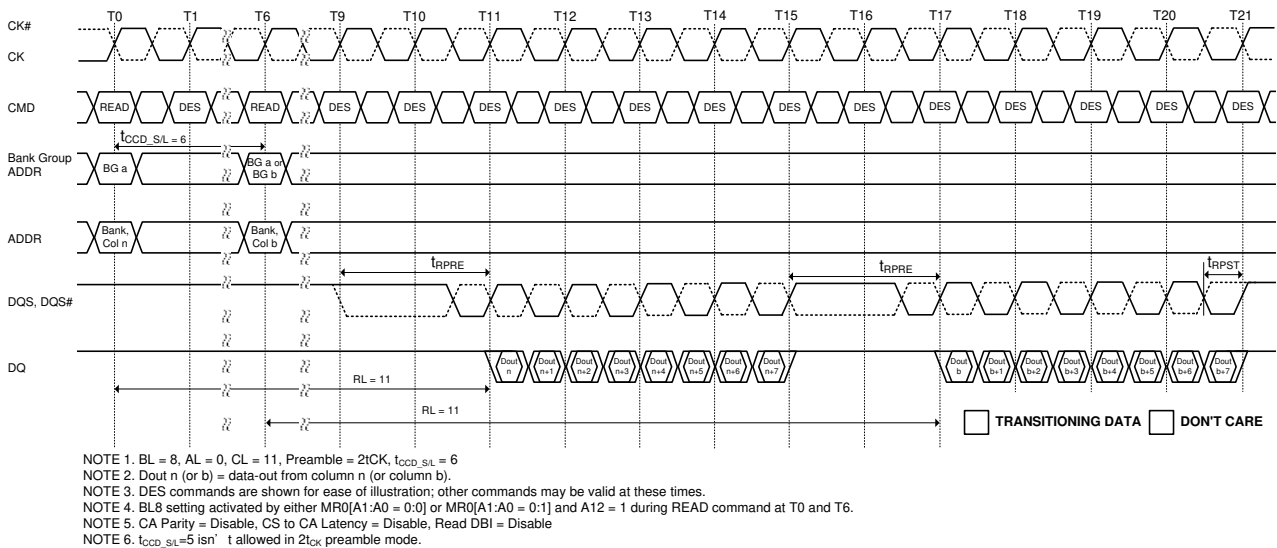 T0 T1 T6 T9 T10 T11 T12 T13 T14 T15 T16 T17 T18 T19 T20 T21
CK#
CK
CMD READ DES READ DES DES DES DES DES DES DES DES DES DES DES DES DES
tCCD_S/L = 6
Bank Group
ADDR
BG a
BG a or
BG b
ADDR
Bank,
Col n
Bank,
Col b
tRPRE tRPRE tRPST
DQS, DQS#
DQ
Dout
n
Dout
n+1
Dout
n+2
Dout
n+3
Dout
n+4
Dout
n+5
Dout
n+6
Dout
n+7
Dout
b
Dout
b+1
Dout
b+2
Dout
b+3
Dout
b+4
Dout
b+5
Dout
b+6
Dout
b+7
RL = 11
RL = 11
TRANSITIONING DATA DON'T CARE
NOTE 1. BL = 8, AL = 0, CL = 11, Preamble = 2tCK, tCCD_S/L = 6
NOTE 2. Dout n (or b) = data-out from column n (or column b).
NOTE 3. DES commands are shown for ease of illustration; other commands may be valid at these times.
NOTE 4. BL8 setting activated by either MR0[A1:A0 = 0:0] or MR0[A1:A0 = 0:1] and A12 = 1 during READ command at T0 and T6.
NOTE 5. CA Parity = Disable, CS to CA Latency = Disable, Read DBI = Disable
NOTE 6. tCCD_S/L=5 isn' t allowed in 2tCK preamble mode.